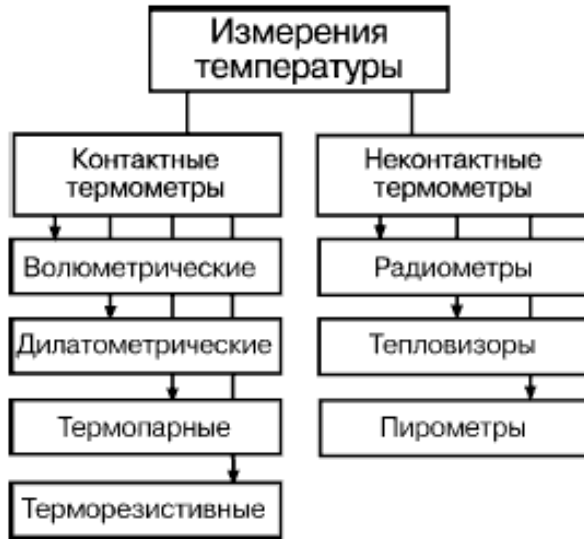 Измерения
температуры
Контактные
термометры
Неконтактные
термометры
Волюметрические
Радиометры
Дилатометрические
Тепловизоры
Термопарные
Пирометры
Терморезистивные